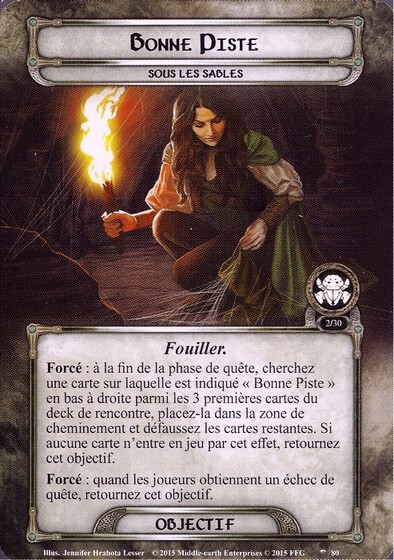 Bonne Piste
Sous les Sables
2/30
Fouiller.
Forcé : à la fin de la phase de quête, cherchez
une carte sur laquelle est indiqué « Bonne Piste »
en bas à droite parmi les 3 premières cartes du
deck de rencontre, placez-la dans la zone de
cheminement et défaussez les cartes restantes. Si
aucune carte n'entre en jeu par cet effet, retournez
cet objectif.
Forcé : quand les joueurs obtiennent un échec de
quête, retournez cet objectif.
Objectif
Illus. Jennifer Hrabota Lesser © 2015 Middle-earth Enterprises © 2015 FFG 80